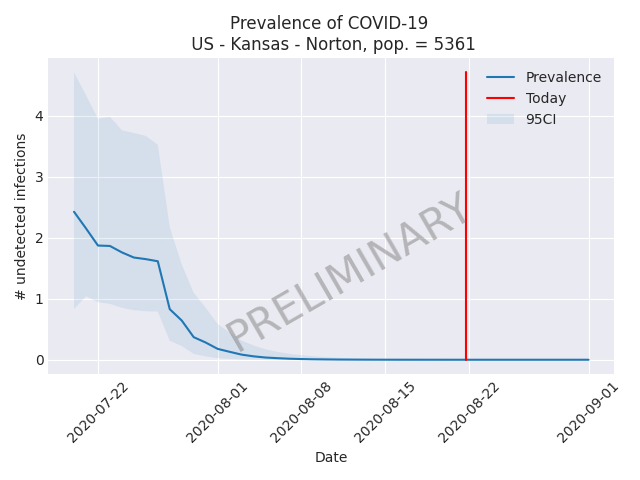 Prevalence of COVID-19
US - Kansas - Norton, pop. = 5361
Prevalence
Today
95CI
PRELIMINARY
# undetected infections
4
3
2
1
0
2020-07-22
2020-08-01
2020-08-08
2020-08-15
2020-08-22
2020-09-01
Date